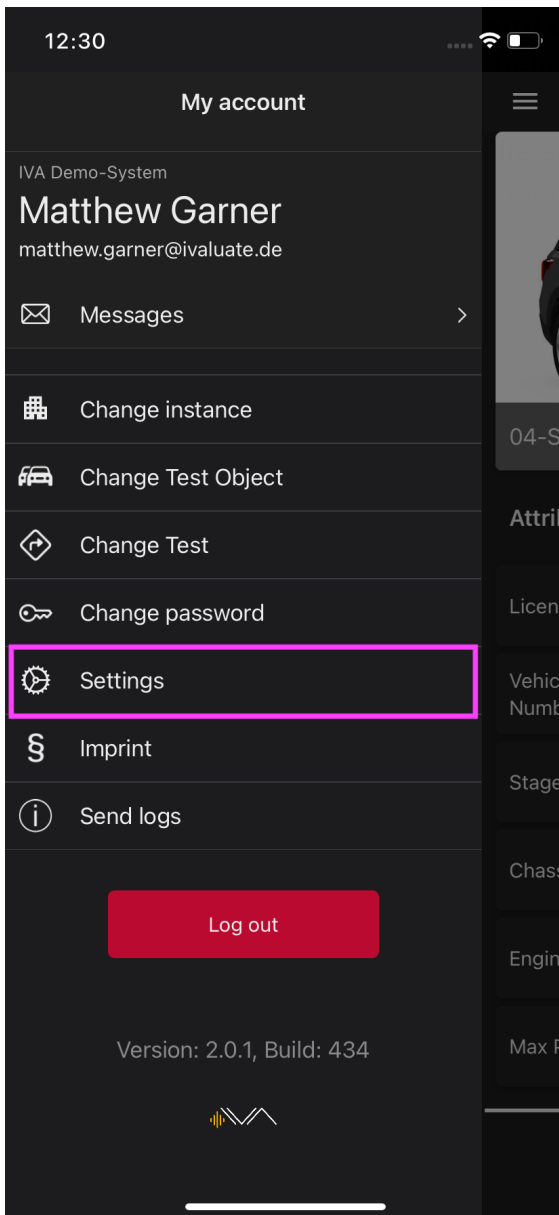 12:30
My account
IVA Demo-System
Matthew Garner
matthew.garner@ivaluate.de
Messages
Change instance
Change Test Object
Change Test
Change password
Settings
§ Imprint
Send logs
Log out
Version: 2.0.1, Build: 434
IVA
04-S
Attri
Licen
Vehic
Numb
Stage
Chass
Engin
Max P